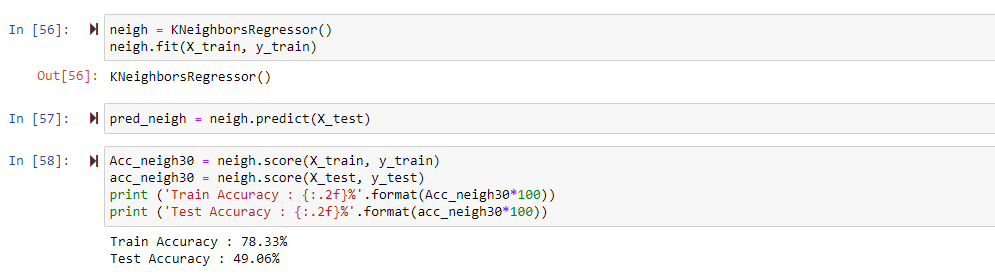 In [56]: neigh = KNeighborsRegressor()
neigh.fit(X_train, y_train)
Out[56]: KNeighborsRegressor()
In [57]: pred_neigh = neigh.predict(X_test)
In [58]: Acc_neigh30 = neigh.score(X_train, y_train)
acc_neigh30 = neigh.score(X_test, y_test)
print ('Train Accuracy : {:.2f}%'.format(Acc_neigh30*100))
print ('Test Accuracy : {:.2f}%'.format(acc_neigh30*100))
Train Accuracy : 78.33%
Test Accuracy : 49.06%